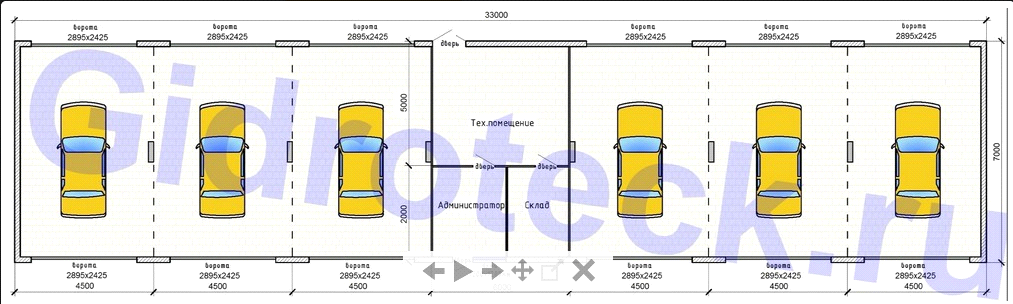 33000
ворота
2895x2425
ворота
2895x2425
ворота
2895x2425
дверь
ворота
2895x2425
ворота
2895x2425
ворота
2895x2425
5000
Тех.помещение
7000
дверь
дверь
2000
Администратор
Склад
Gidroteck.ru
ворота
2895x2425
4500
ворота
2895x2425
4500
ворота
2895x2425
4500
ворота
2895x2425
4500
ворота
2895x2425
4500
ворота
2895x2425
4500